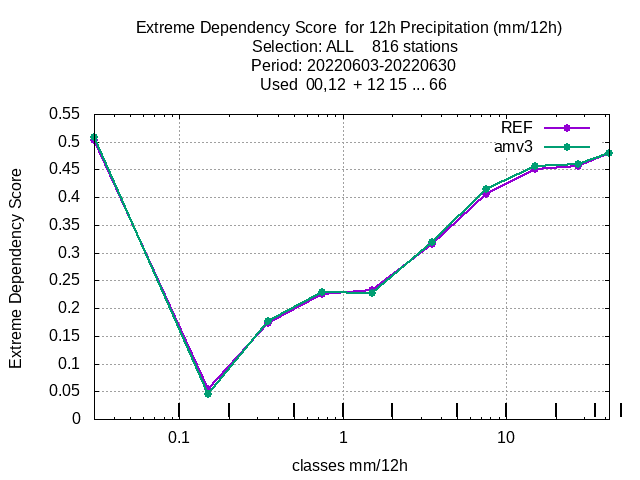 Extreme Dependency Score  for 12h Precipitation (mm/12h)
Selection: ALL    816 stations
Period: 20220603-20220630
Used  00,12  + 12 15 ... 66
REF
amv3
0.55
0.5
0.45
0.4
0.35
0.3
0.25
0.2
0.15
0.1
0.05
0
Extreme Dependency Score
0.1
1
10
classes mm/12h